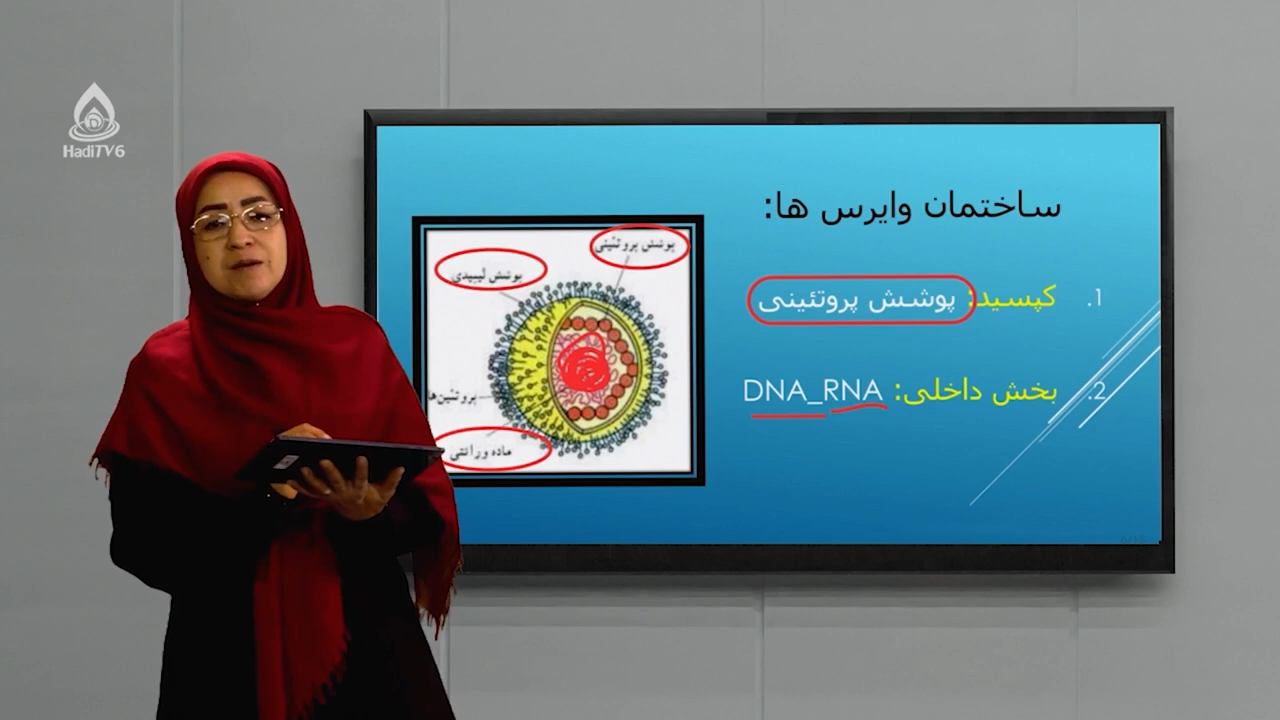 HadiTV6
ساختمان وایرس ها:
1. کپسید: پوشش پروتئینی
2. بخش داخلی: DNA_RNA
پوشش پروتئینی
پوشش لیپیدی
پروتئین‌ها
ماده وراثتی